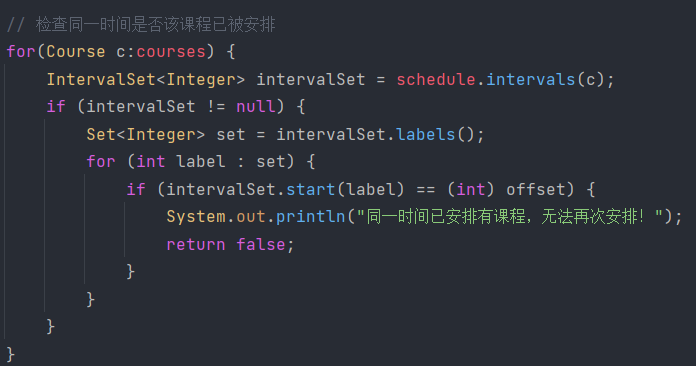 // 检查同一时间是否该课程已被安排
for(Course c:courses) {
    IntervalSet<Integer> intervalSet = schedule.intervals(c);
    if (intervalSet != null) {
        Set<Integer> set = intervalSet.labels();
        for (int label : set) {
            if (intervalSet.start(label) == (int) offset) {
                System.out.println("同一时间已安排有课程，无法再次安排！");
                return false;
            }
        }
    }
}